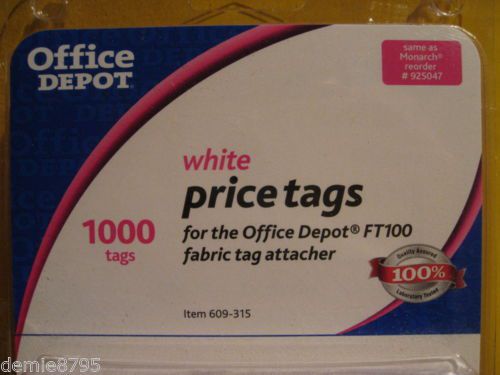 Office
DEPOT
same as
Monarch®
reorder
# 925047
white
price tags
1000
tags
for the Office Depot® FT100
fabric tag attacher
Quality Assured
100%
Laboratory Tested
Item 609-315
demie8795